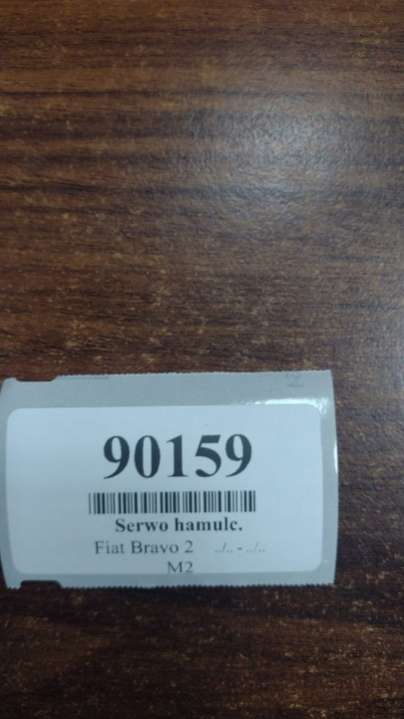 90159
Serwo hamulc.
Fiat Bravo 2 ../.. - ../..
M2